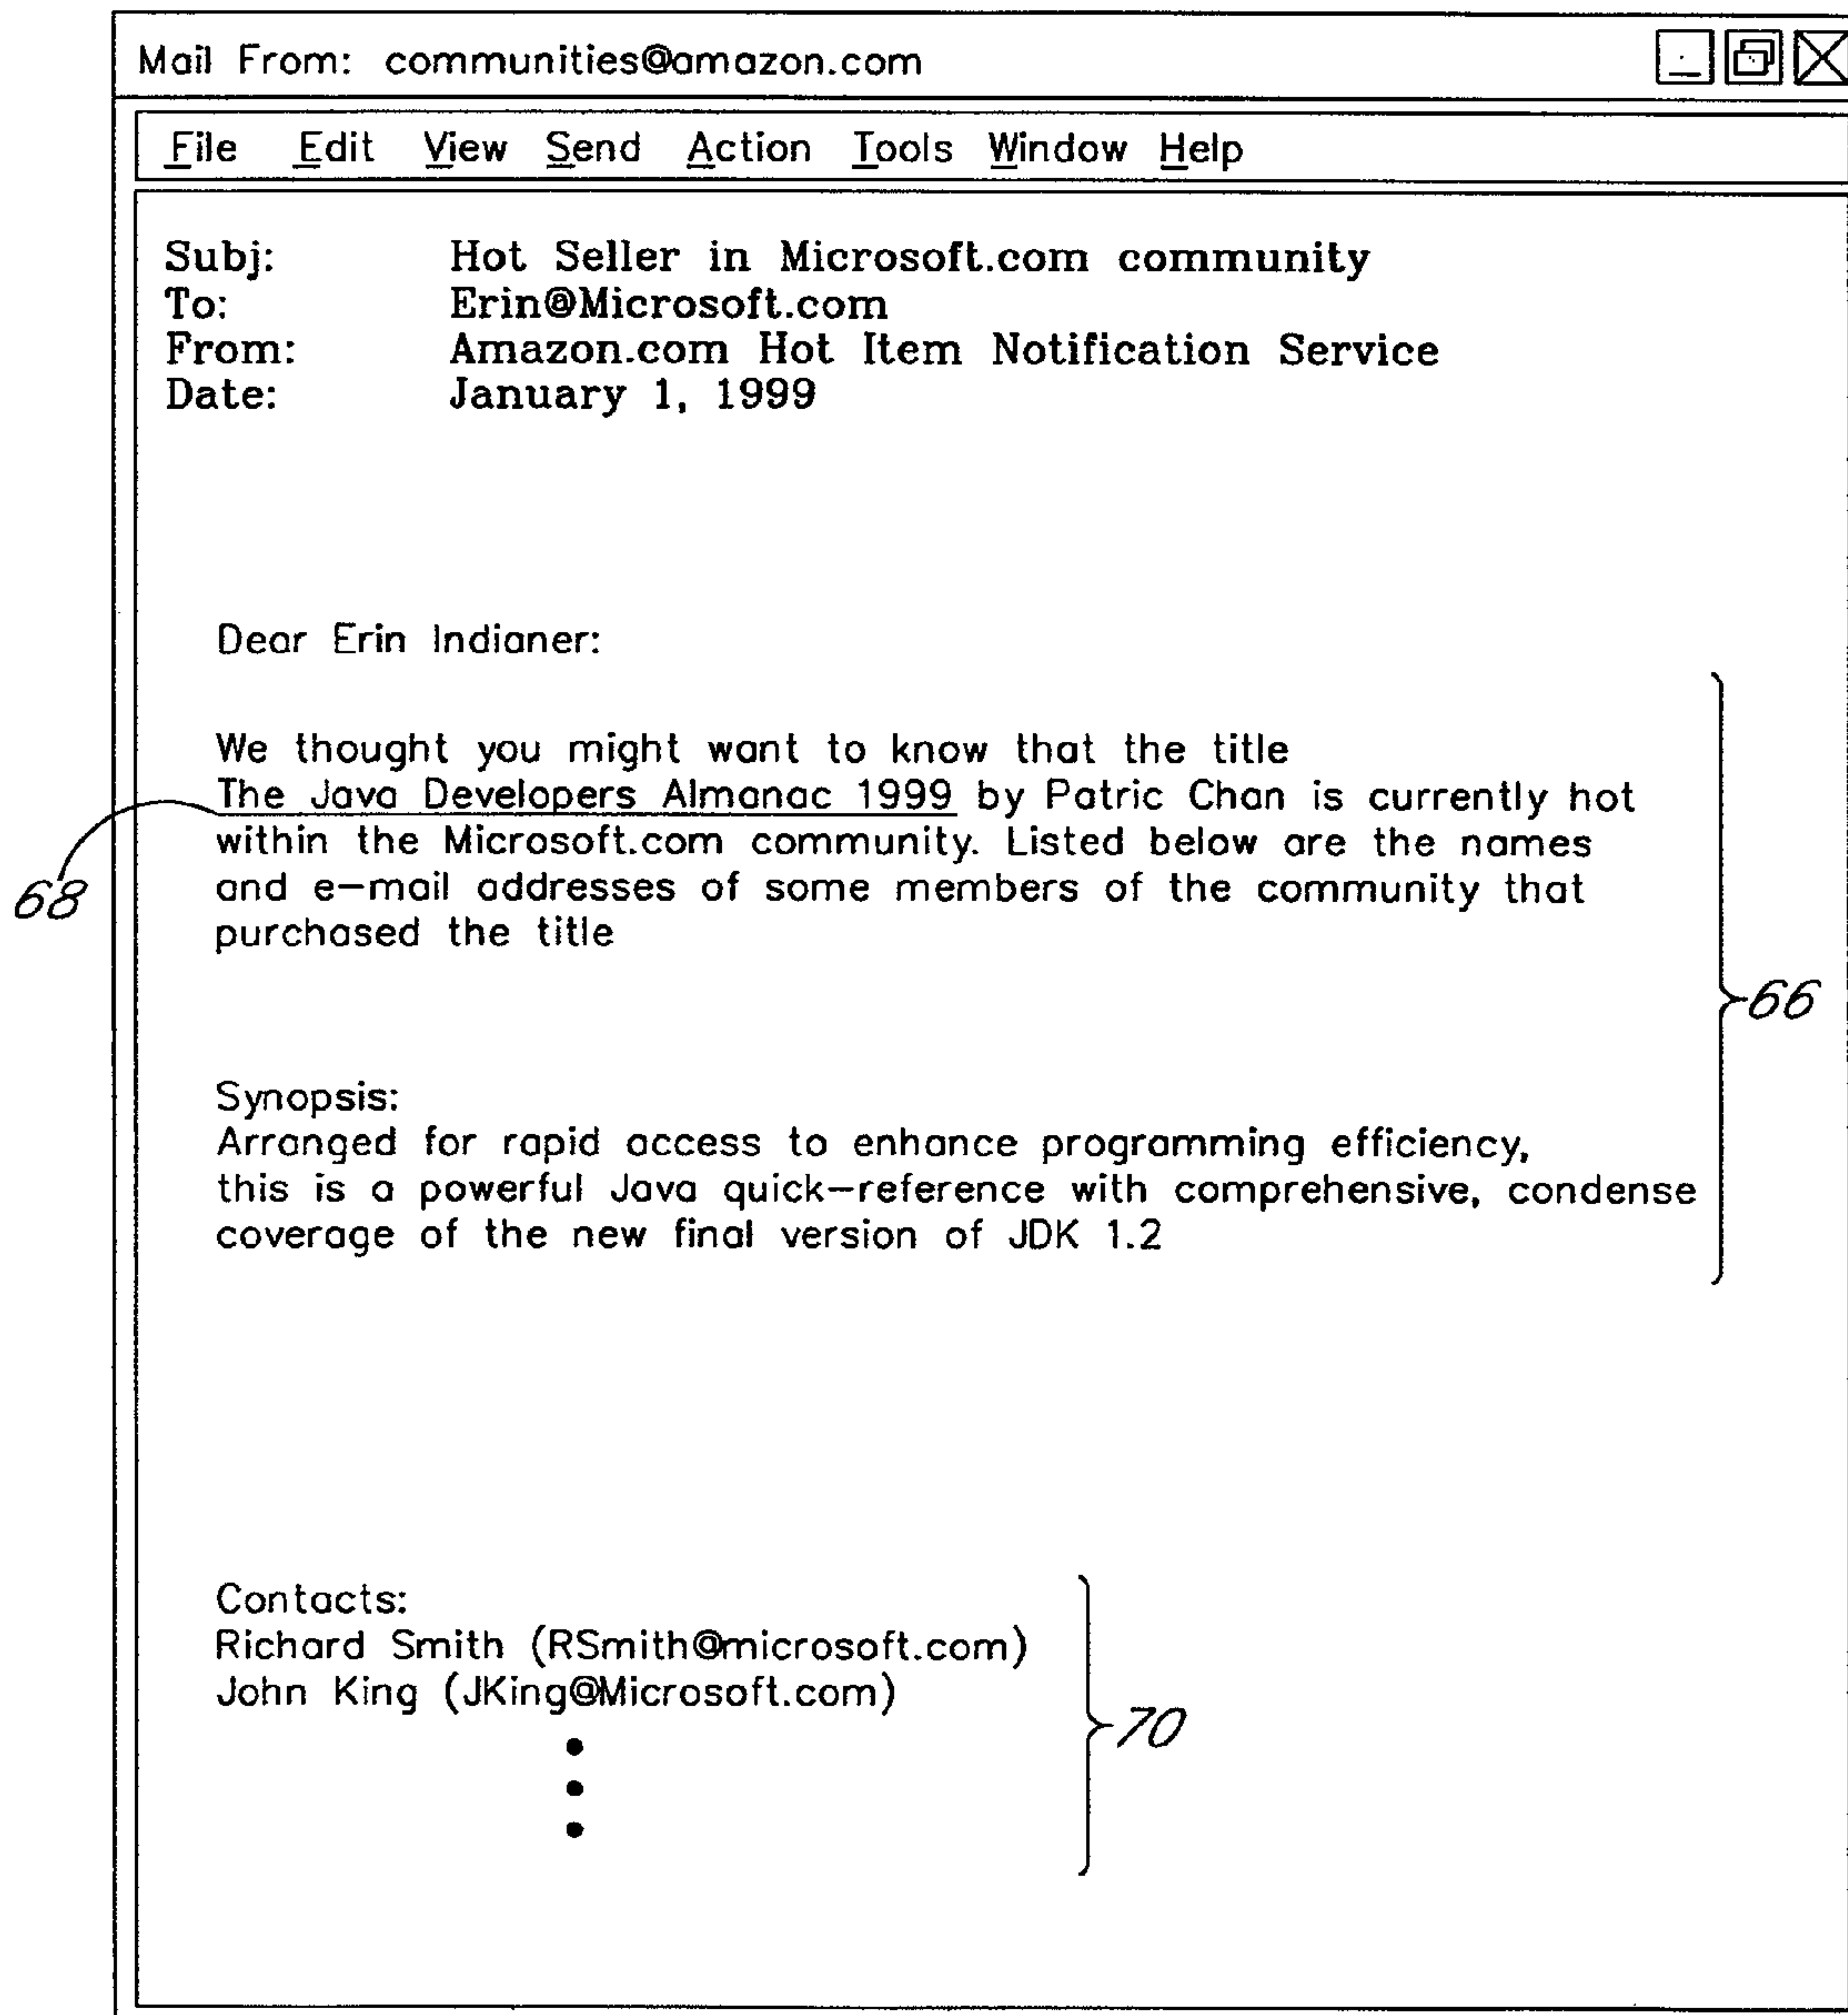 Mail From: communities@amazon.com
File Edit View Send Action Tools Window Help
Subj: Hot Seller in Microsoft.com community
To: Erin@Microsoft.com
From: Amazon.com Hot Item Notification Service
Date: January 1, 1999
Dear Erin Indianer:
We thought you might want to know that the title
The Java Developers Almanac 1999 by Patric Chan is currently hot
within the Microsoft.com community. Listed below are the names
and e-mail addresses of some members of the community that
purchased the title
68
66
Synopsis:
Arranged for rapid access to enhance programming efficiency,
this is a powerful Java quick-reference with comprehensive, condense
coverage of the new final version of JDK 1.2
Contacts:
Richard Smith (RSmith@microsoft.com)
John King (JKing@Microsoft.com)
70